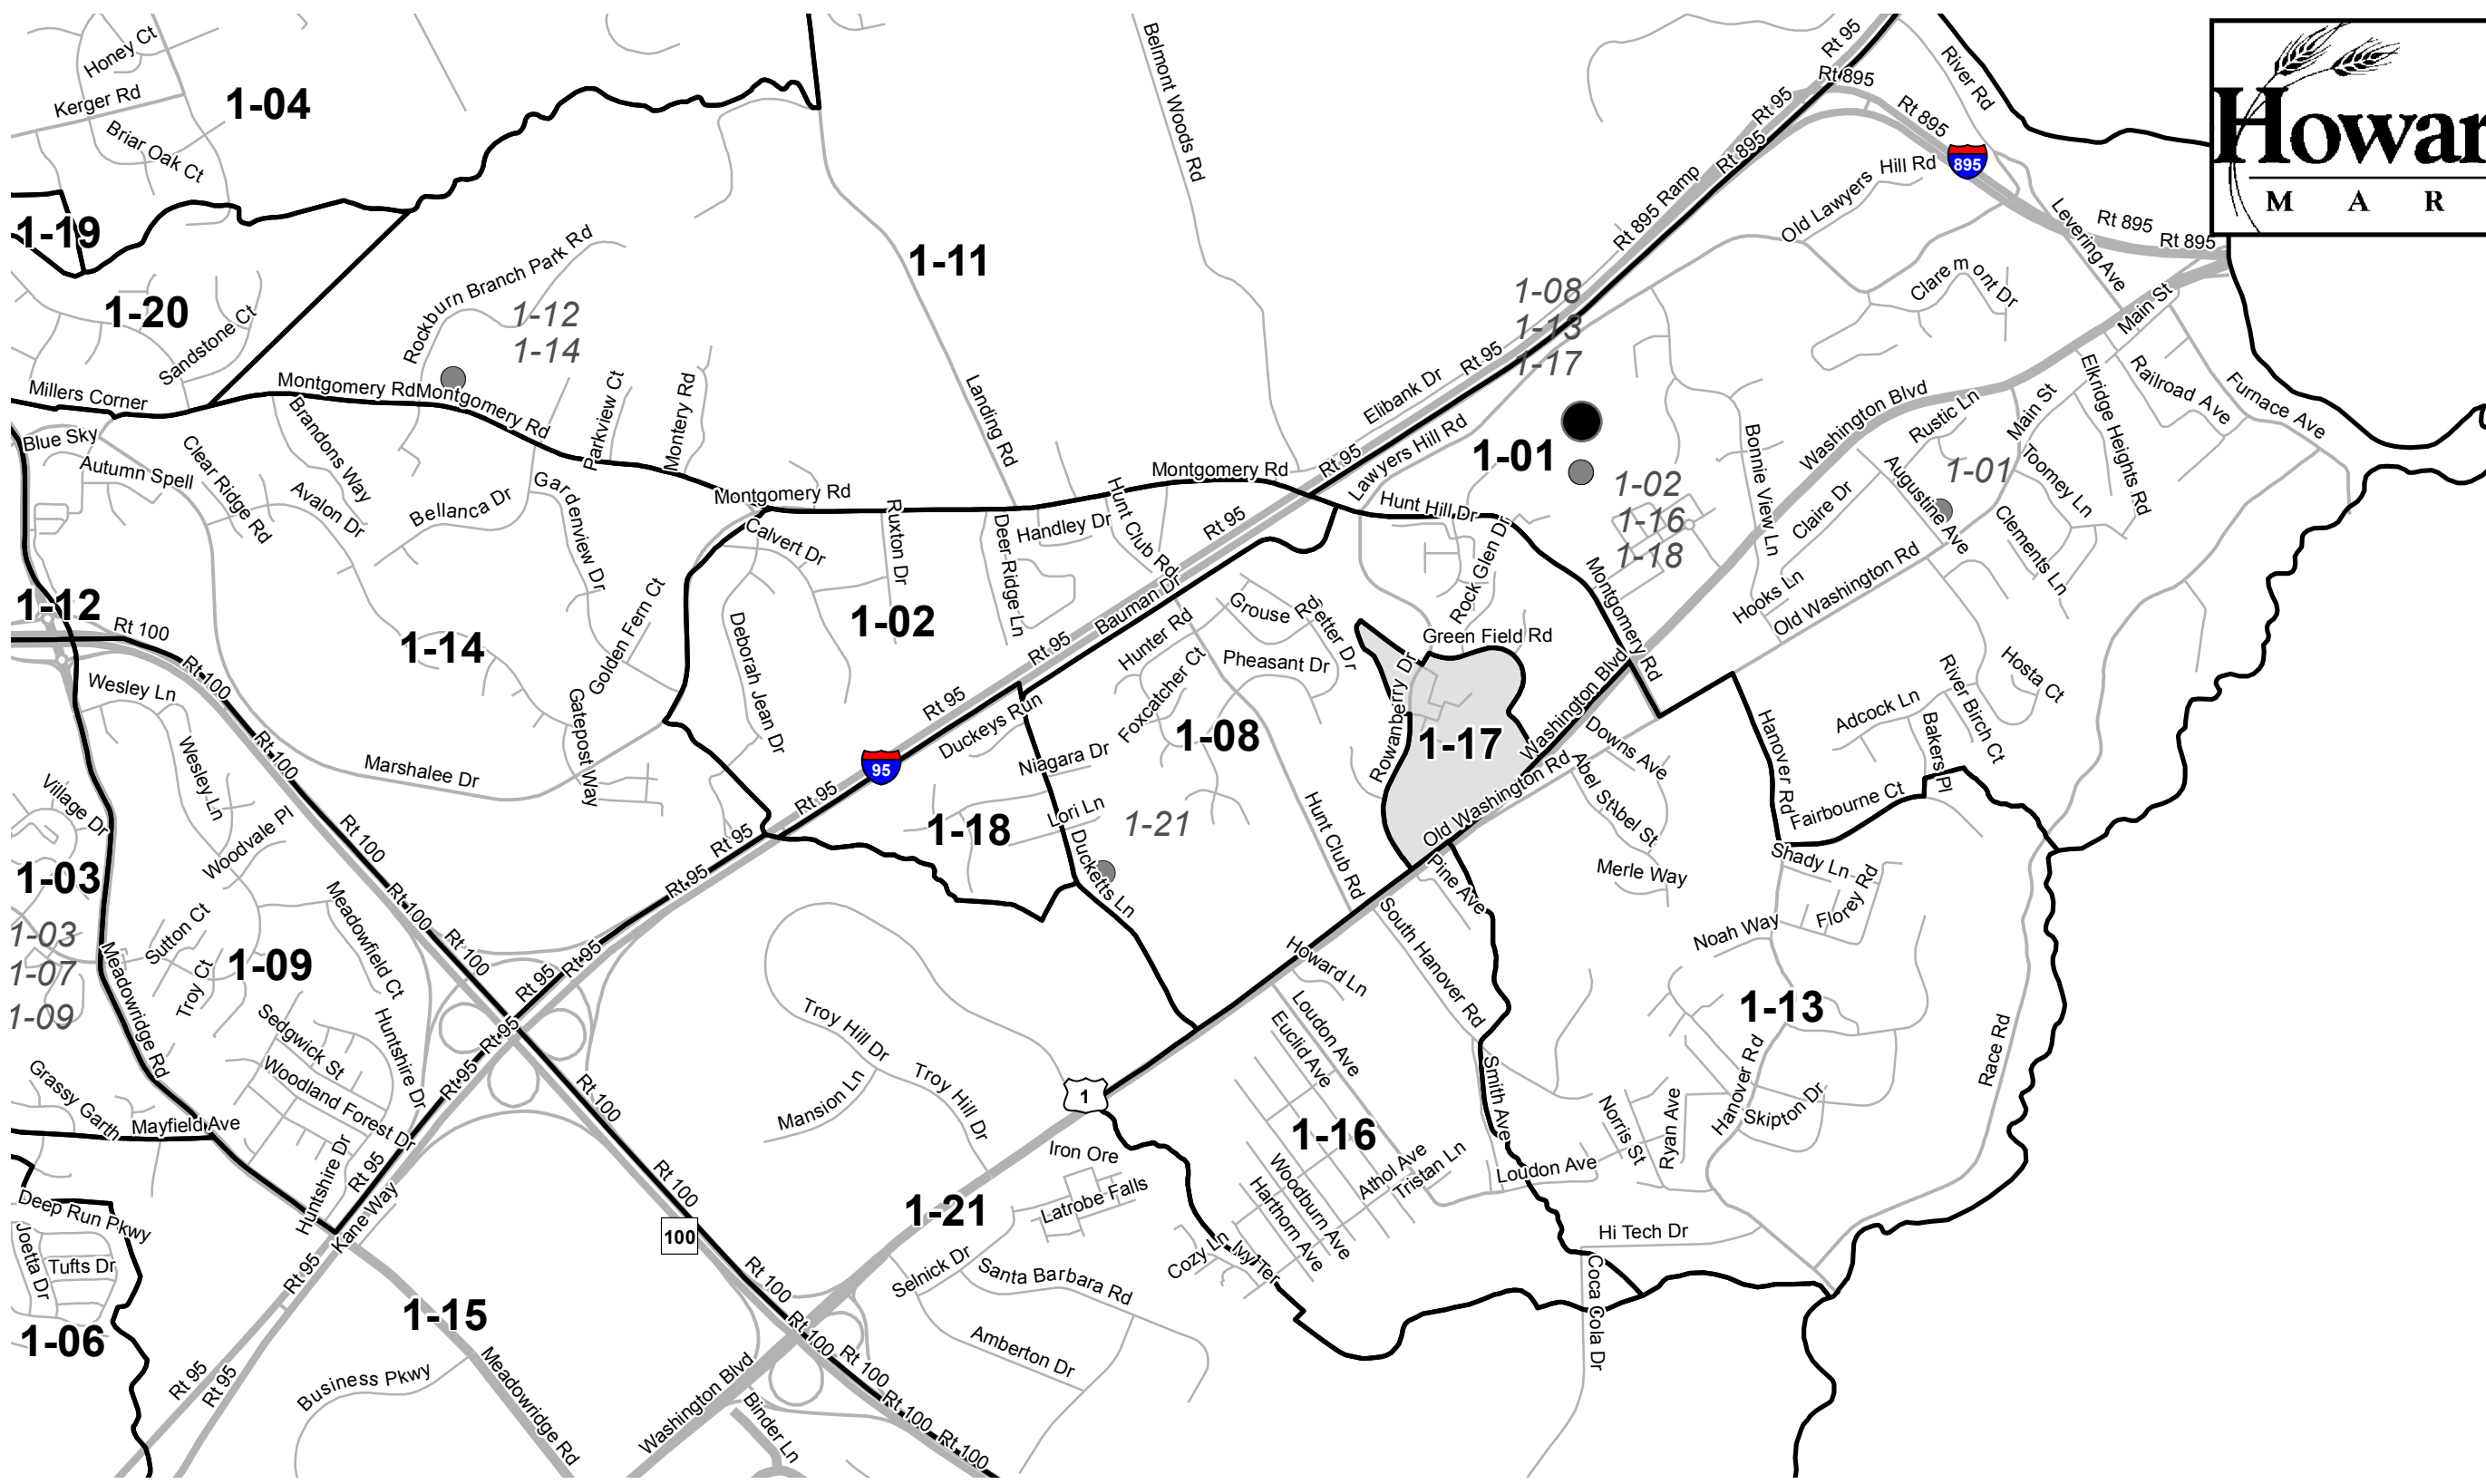 Honey Ct
Kerger Rd
Briar Oak Ct
1-04
1-19
1-20
Sandstone Ct
Millers Corner
Rockburn Branch Park Rd
1-12
1-14
Montgomery Rd
Montgomery Rd
Belmont Woods Rd
1-11
Landing Rd
Rt 95
Rt 895
Rt 95
Rt 895
Rt 895
Rt 895 Ramp
River Rd
895
Hill Rd
Old Lawyers
Levering Ave
Rt 895
Rt 895
Howar
M A R
1-08
1-13
1-17
Claremont Dr
Main St
Elibank Dr
Rt 95
Rt 95
Lawyers Hill Rd
1-01
1-02
1-16
1-18
Bonnie View Ln
Washington Blvd
Rustic Ln
Main St
Elkridge Heights Rd
Railroad Ave
Furnace Ave
1-01
Augustine Ave
Toomey Ln
Clements Ln
Claire Dr
Hooks Ln
Old Washington Rd
Blue Sky
Autumn Spell
Clear Ridge Rd
Brandons Way
Avalon Dr
Bellanca Dr
Parkview Ct
Montery Rd
Gardenview Dr
Golden Fern Ct
Gatepost Way
1-14
Marshalee Dr
Montgomery Rd
Calvert Dr
Ruxton Dr
Deborah Jean Dr
1-02
Deer Ridge Ln
Handley Dr
Hunt Club Rd
Montgomery Rd
Rt 95
Bauman Dr
Rt 95
Rt 95
Hunt Hill Dr
Rock Glen Dr
Montgomery Rd
Green Field Rd
Grouse Rd
etter Dr
Hunter Rd
Pheasant Dr
Foxcatcher Ct
1-08
Rowanberry Dr
1-17
Washington Blvd
Old Washington Rd
Downs Ave
Abel St
Abel St
Merle Way
Hanover Rd
Adcock Ln
Bakers Pl
River Birch Ct
Hosta Ct
Fairbourne Ct
Shady Ln
Florey Rd
Noah Way
1-12
Rt 100
Rt 100
Rt 100
Wesley Ln
Wesley Ln
Village Dr
Woodvale Pl
1-03
1-03
1-07
1-09
Rt 100
Rt 100
Rt 100
Meadowfield Ct
Sutton Ct
Troy Ct
1-09
Meadowridge Rd
Sedgwick St
Woodland Forest Dr
Huntshire Dr
Huntshire Dr
Grassy Garth
Mayfield Ave
Deep Run Pkwy
Joetta Dr
Tufts Dr
1-06
95
Duckeys Run
Niagara Dr
Lori Ln
1-18
1-21
Ducketts Ln
Rt 95
Rt 95
Rt 95
Rt 95
Rt 95
Rt 95
Rt 95
Rt 95
Kane Way
Rt 95
Rt 95
Rt 95
1-15
Business Pkwy
Meadowridge Rd
Troy Hill Dr
Mansion Ln
Troy Hill Dr
Rt 100
Rt 100
100
Rt 100
Rt 100
Rt 100
Rt 100
Rt 100
Washington Blvd
Binder Ln
1
Iron Ore
Latrobe Falls
1-21
Selnick Dr
Santa Barbara Rd
Amberton Dr
Hunt Club Rd
Pine Ave
South Hanover Rd
Howard Ln
Loudon Ave
Euclid Ave
1-16
Smith Ave
Athol Ave
Tristan Ln
Woodburn Ave
Harthorn Ave
Cozy Ln
Ivy Ter
Loudon Ave
Norris St
Ryan Ave
Hanover Rd
Skipton Dr
1-13
Race Rd
Hi Tech Dr
Coca Cola Dr